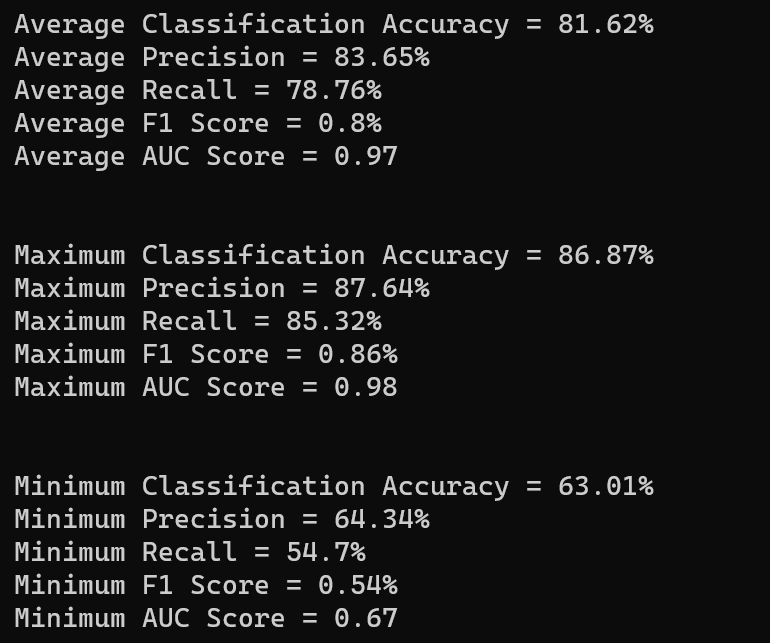 Average Classification Accuracy = 81.62%
Average Precision = 83.65%
Average Recall = 78.76%
Average F1 Score = 0.8%
Average AUC Score = 0.97
Maximum Classification Accuracy = 86.87%
Maximum Precision = 87.64%
Maximum Recall = 85.32%
Maximum F1 Score = 0.86%
Maximum AUC Score = 0.98
Minimum Classification Accuracy = 63.01%
Minimum Precision = 64.34%
Minimum Recall = 54.7%
Minimum F1 Score = 0.54%
Minimum AUC Score = 0.67